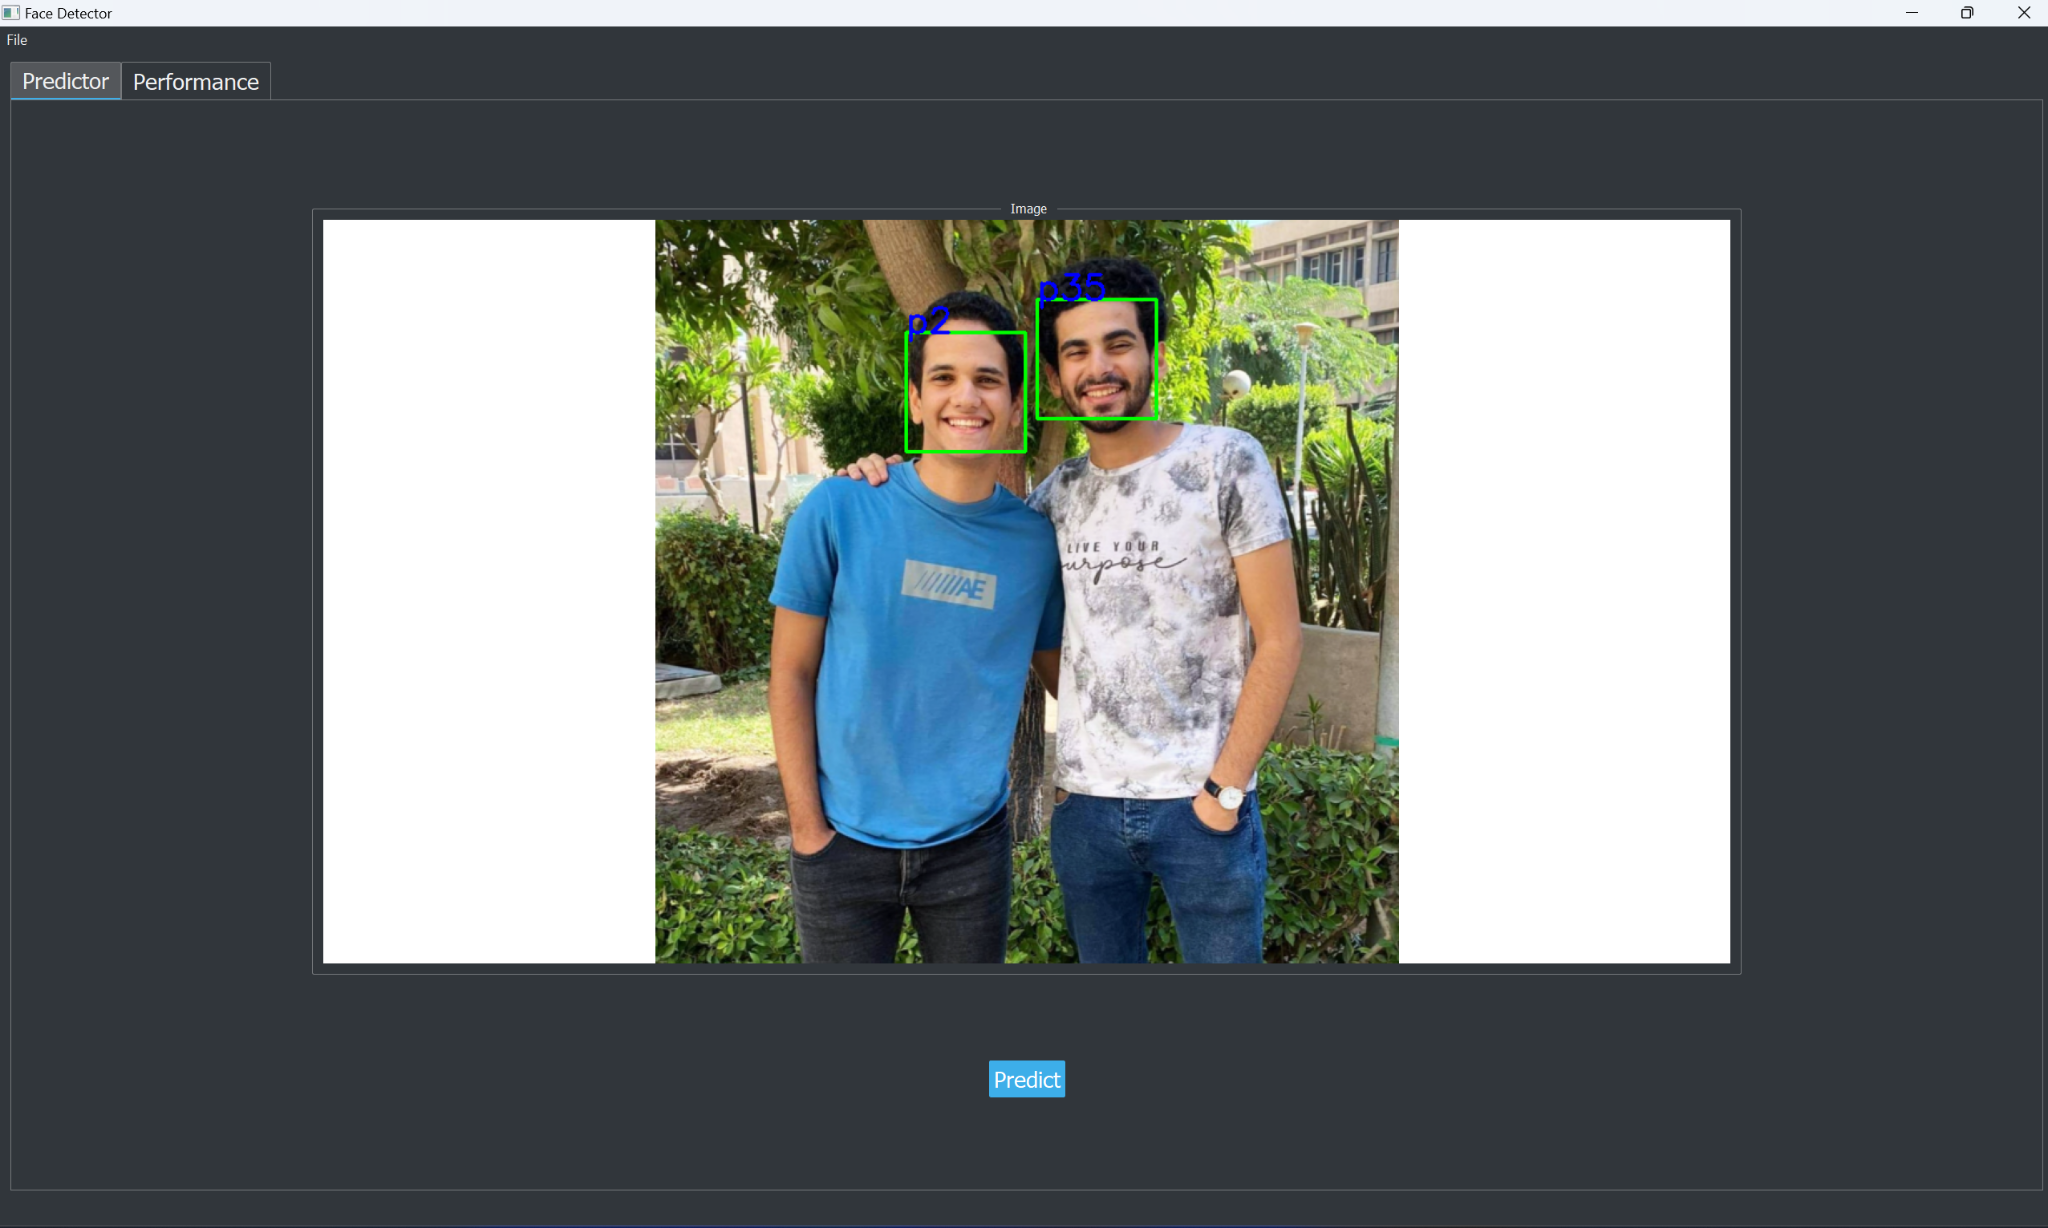 Face Detector
File
Predictor
Performance
Image
p35
p2
LIVE YOUR
urpose
AE
Predict